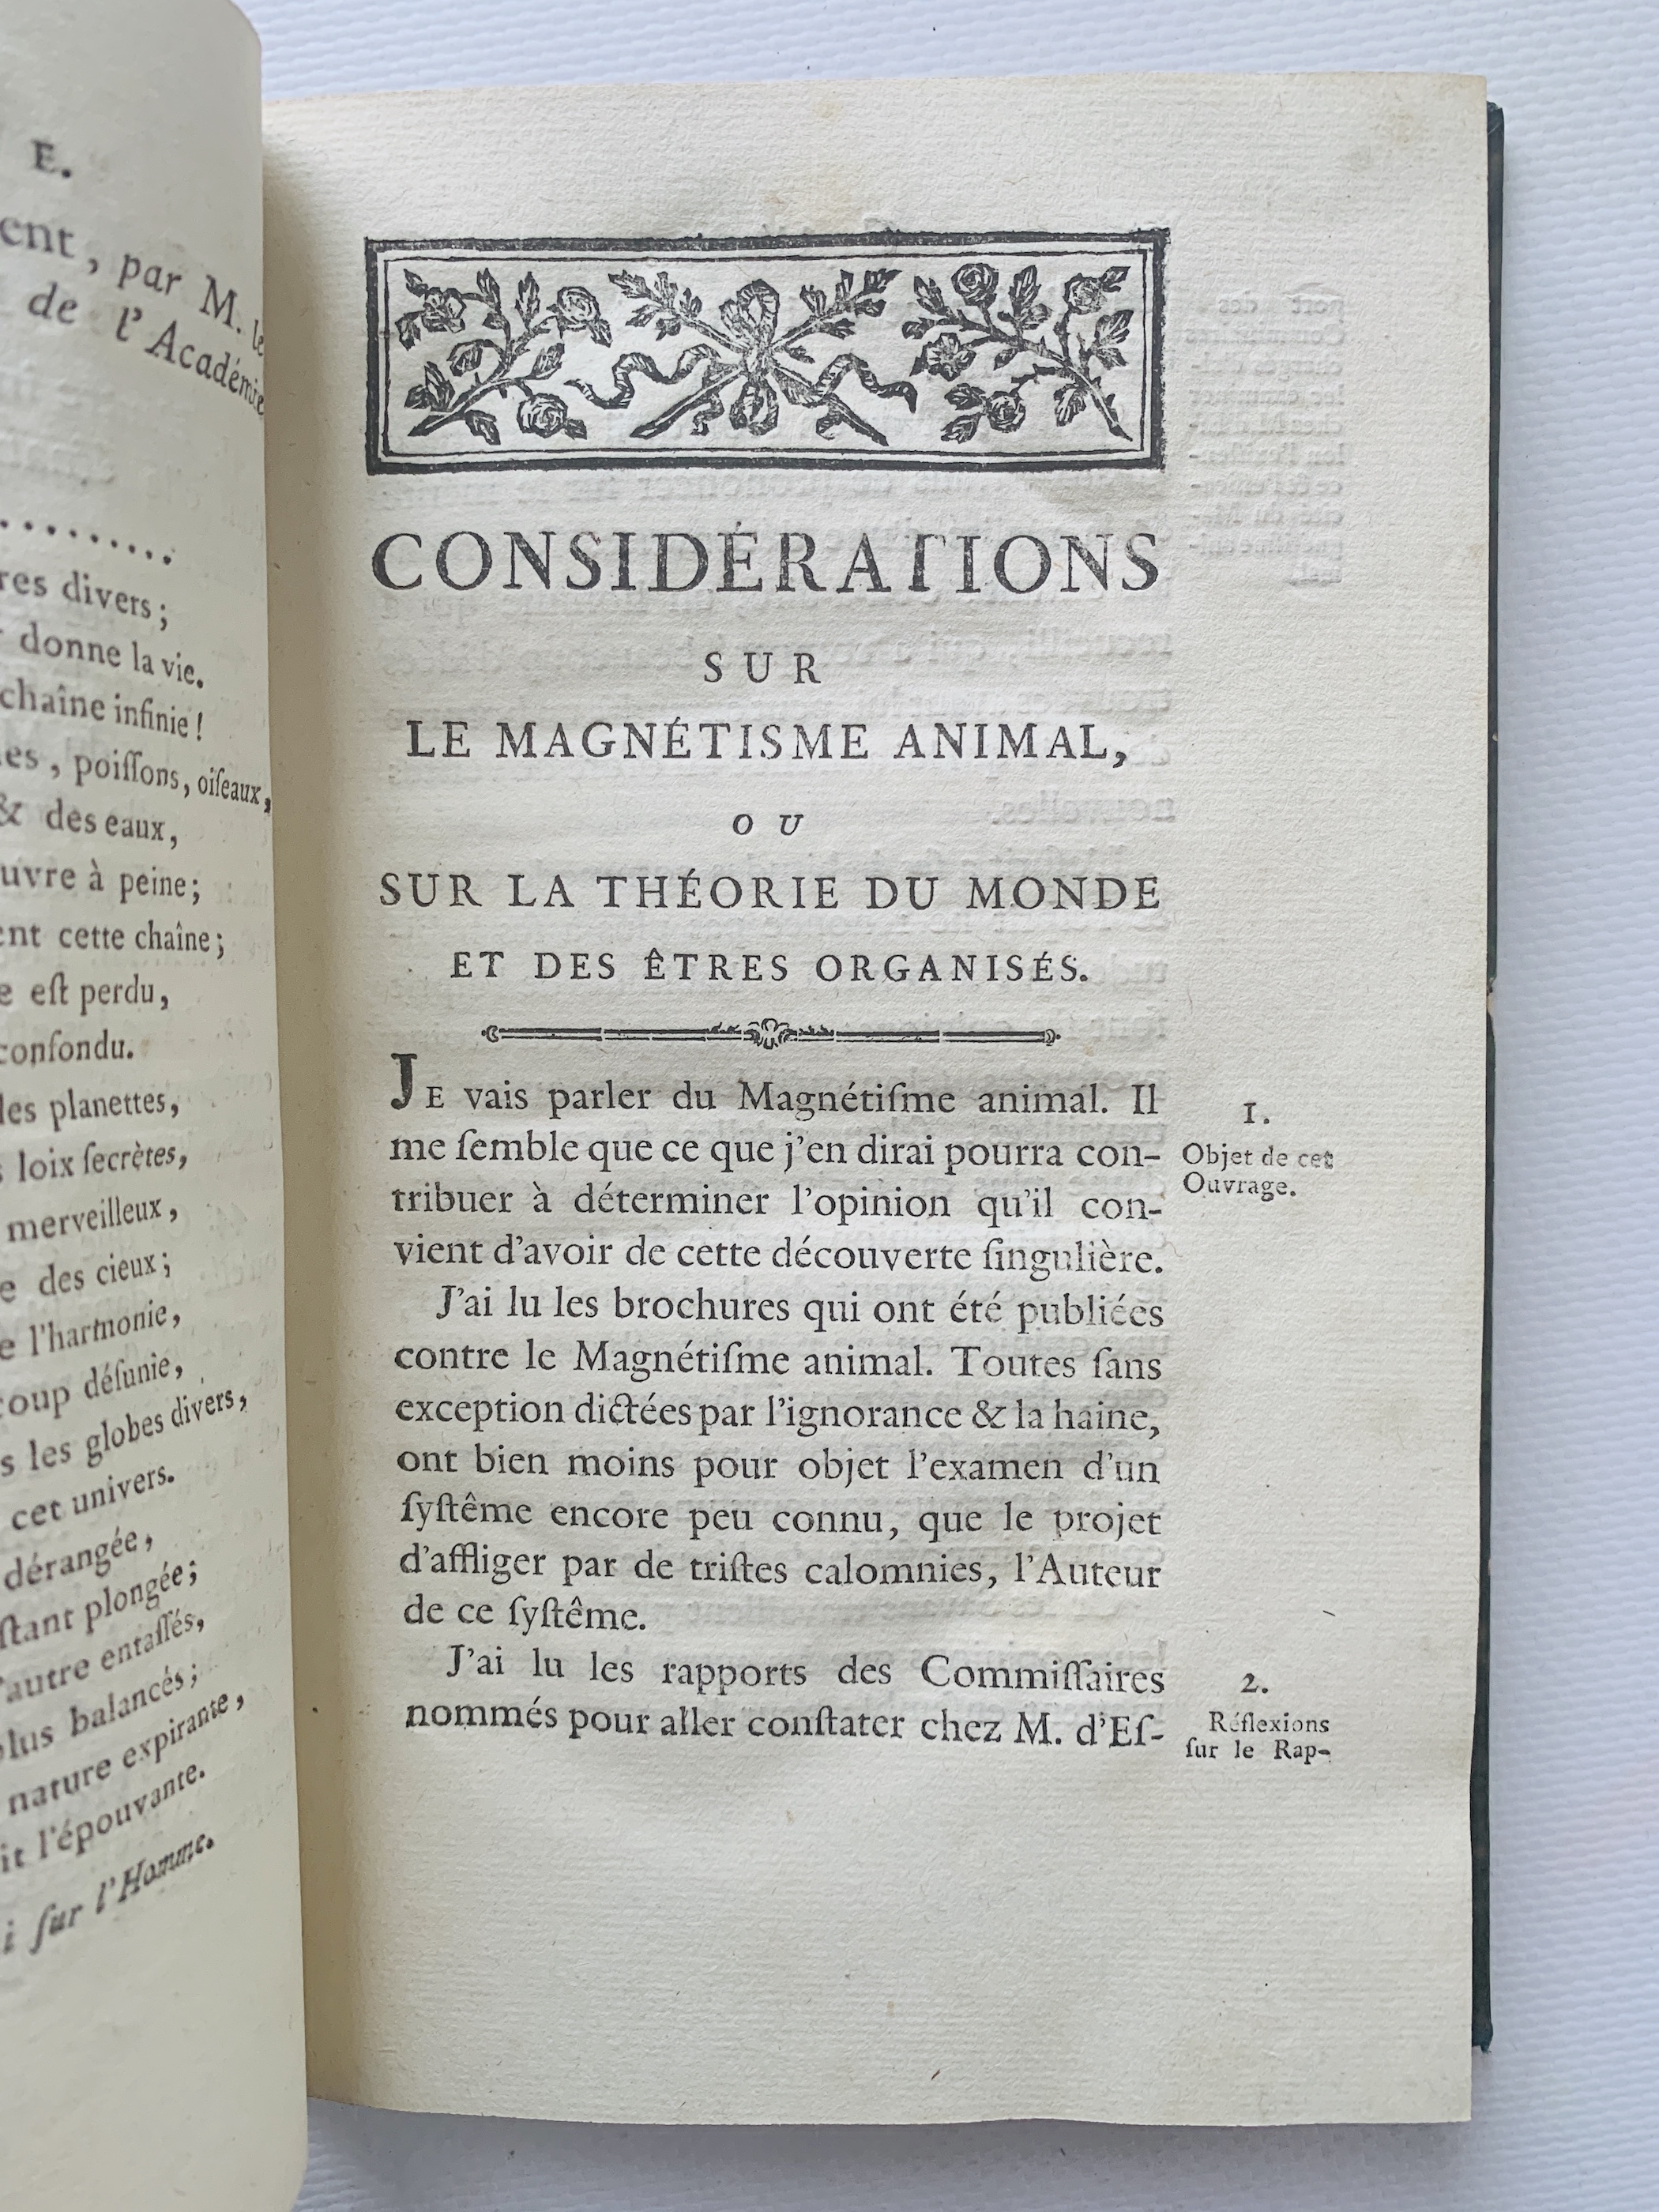 E.
ent, par M. le
de l'Académie
res divers;
donne la vie.
chaîne infinie!
es, poiſſons, oiſeaux,
& des eaux,
uvre à peine;
ent cette chaîne;
e eſt perdu,
confondu.
des planettes,
s loix ſecrètes,
merveilleux,
e des cieux;
e l'harmonie,
coup déſunie,
s les globes divers,
cet univers.
dérangée,
ſtant plongée;
l'autre entaſſés,
plus balancés;
nature expirante,
it l'épouvante.
i ſur l'Homme.
CONSIDÉRATIONS
SUR
LE MAGNÉTISME ANIMAL,
OU
SUR LA THÉORIE DU MONDE
ET DES ÊTRES ORGANISÉS.
JE vais parler du Magnétiſme animal. Il
me ſemble que ce que j'en dirai pourra con-
tribuer à déterminer l'opinion qu'il con-
vient d'avoir de cette découverte ſingulière.
J'ai lu les brochures qui ont été publiées
contre le Magnétiſme animal. Toutes ſans
exception dictées par l'ignorance & la haine,
ont bien moins pour objet l'examen d'un
ſyſtême encore peu connu, que le projet
d'affliger par de triſtes calomnies, l'Auteur
de ce ſyſtême.
J'ai lu les rapports des Commiſſaires
nommés pour aller conſtater chez M. d'Eſ-
1.
Objet de cet
Ouvrage.
2.
Réflexions
ſur le Rap-